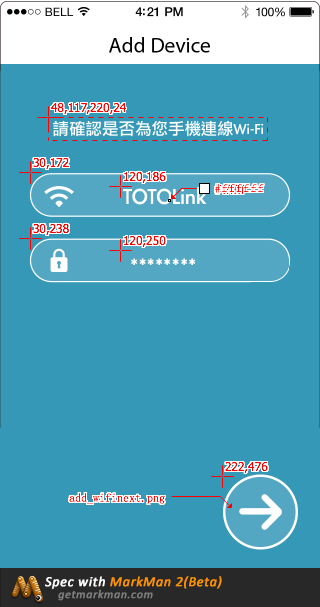 BELL 4:21 PM 100%
Add Device
48,117,220,24
請確認是否為您手機連線Wi-Fi
30,172
120,186
TOTOLink
#ffffff
30,238
120,250
********
222,476
add_wifinext.png
Spec with MarkMan 2(Beta)
getmarkman.com